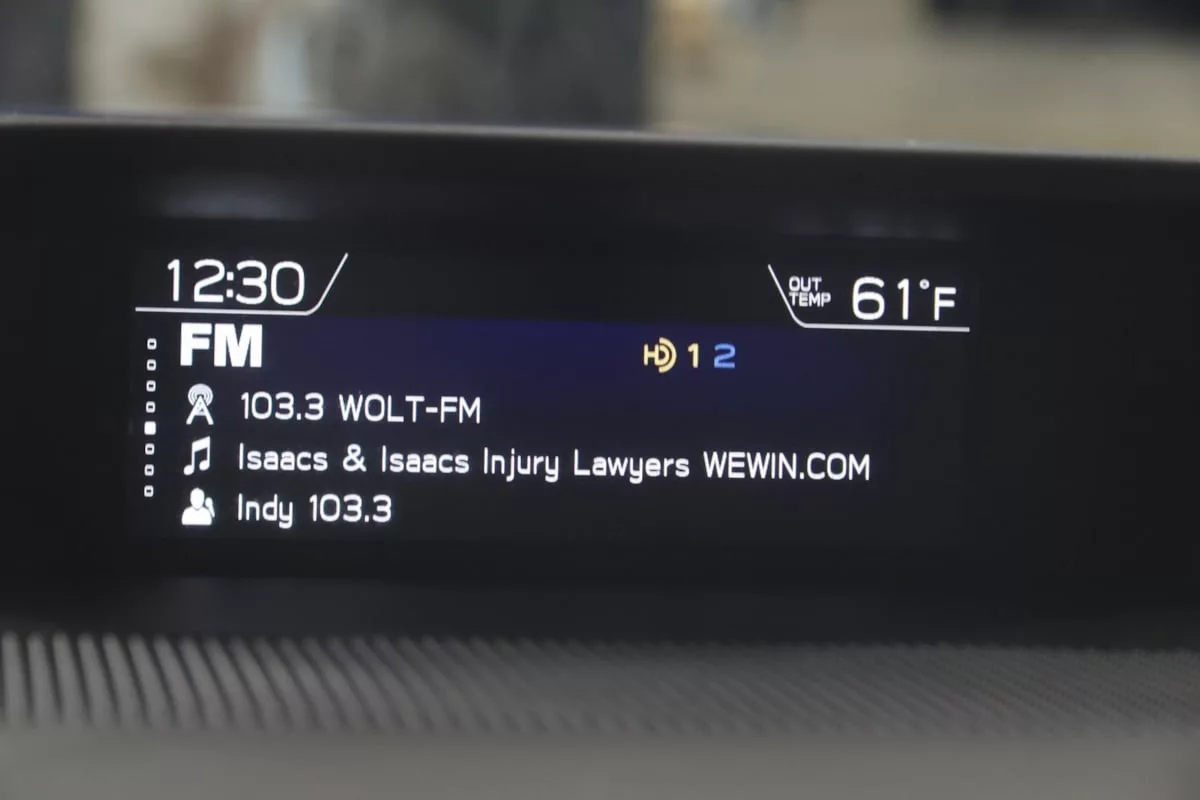 12:30
OUT TEMP 61°F
FM HD 1 2
103.3 WOLT-FM
Isaacs & Isaacs Injury Lawyers WEWIN.COM
Indy 103.3